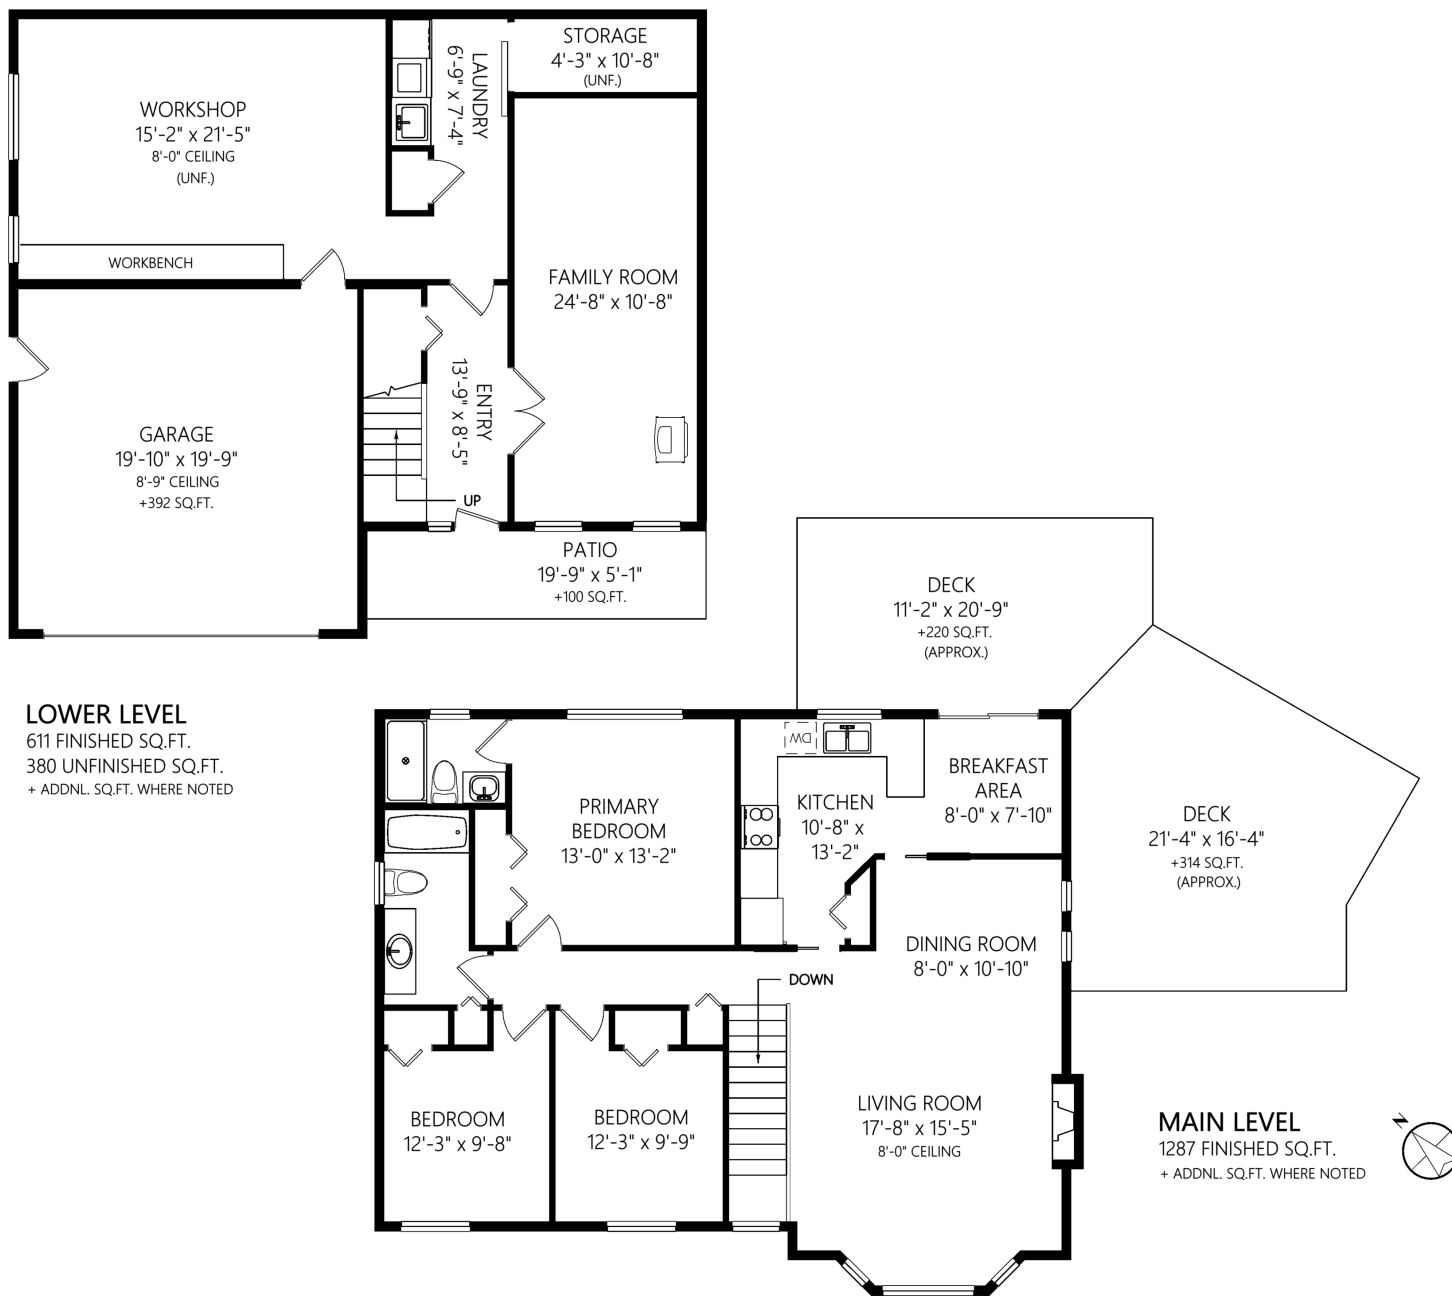 STORAGE
4'-3" x 10'-8"
(UNF.)
LAUNDRY
6'-9" x 7'-4"
WORKSHOP
15'-2" x 21'-5"
8'-0" CEILING
(UNF.)
WORKBENCH
FAMILY ROOM
24'-8" x 10'-8"
ENTRY
13'-9" x 8'-5"
GARAGE
19'-10" x 19'-9"
8'-9" CEILING
+392 SQ.FT.
UP
PATIO
19'-9" x 5'-1"
+100 SQ.FT.
LOWER LEVEL
611 FINISHED SQ.FT.
380 UNFINISHED SQ.FT.
+ ADDNL. SQ.FT. WHERE NOTED
DECK
11'-2" x 20'-9"
+220 SQ.FT.
(APPROX.)
DW
BREAKFAST
AREA
8'-0" x 7'-10"
KITCHEN
10'-8" x
13'-2"
PRIMARY
BEDROOM
13'-0" x 13'-2"
DECK
21'-4" x 16'-4"
+314 SQ.FT.
(APPROX.)
DINING ROOM
8'-0" x 10'-10"
DOWN
BEDROOM
12'-3" x 9'-8"
BEDROOM
12'-3" x 9'-9"
LIVING ROOM
17'-8" x 15'-5"
8'-0" CEILING
MAIN LEVEL
1287 FINISHED SQ.FT.
+ ADDNL. SQ.FT. WHERE NOTED
N